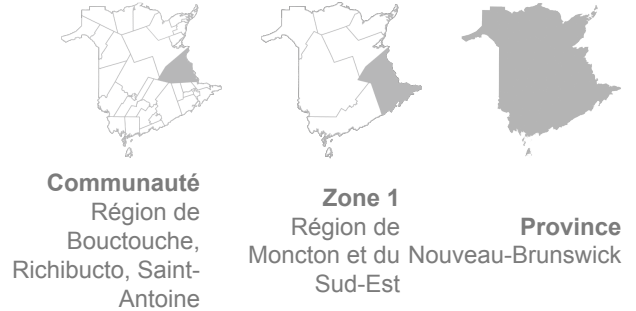 Communauté
Région de
Bouctouche,
Richibucto, Saint-
Antoine
Zone 1
Région de
Moncton et du
Sud-Est
Province
Nouveau-Brunswick